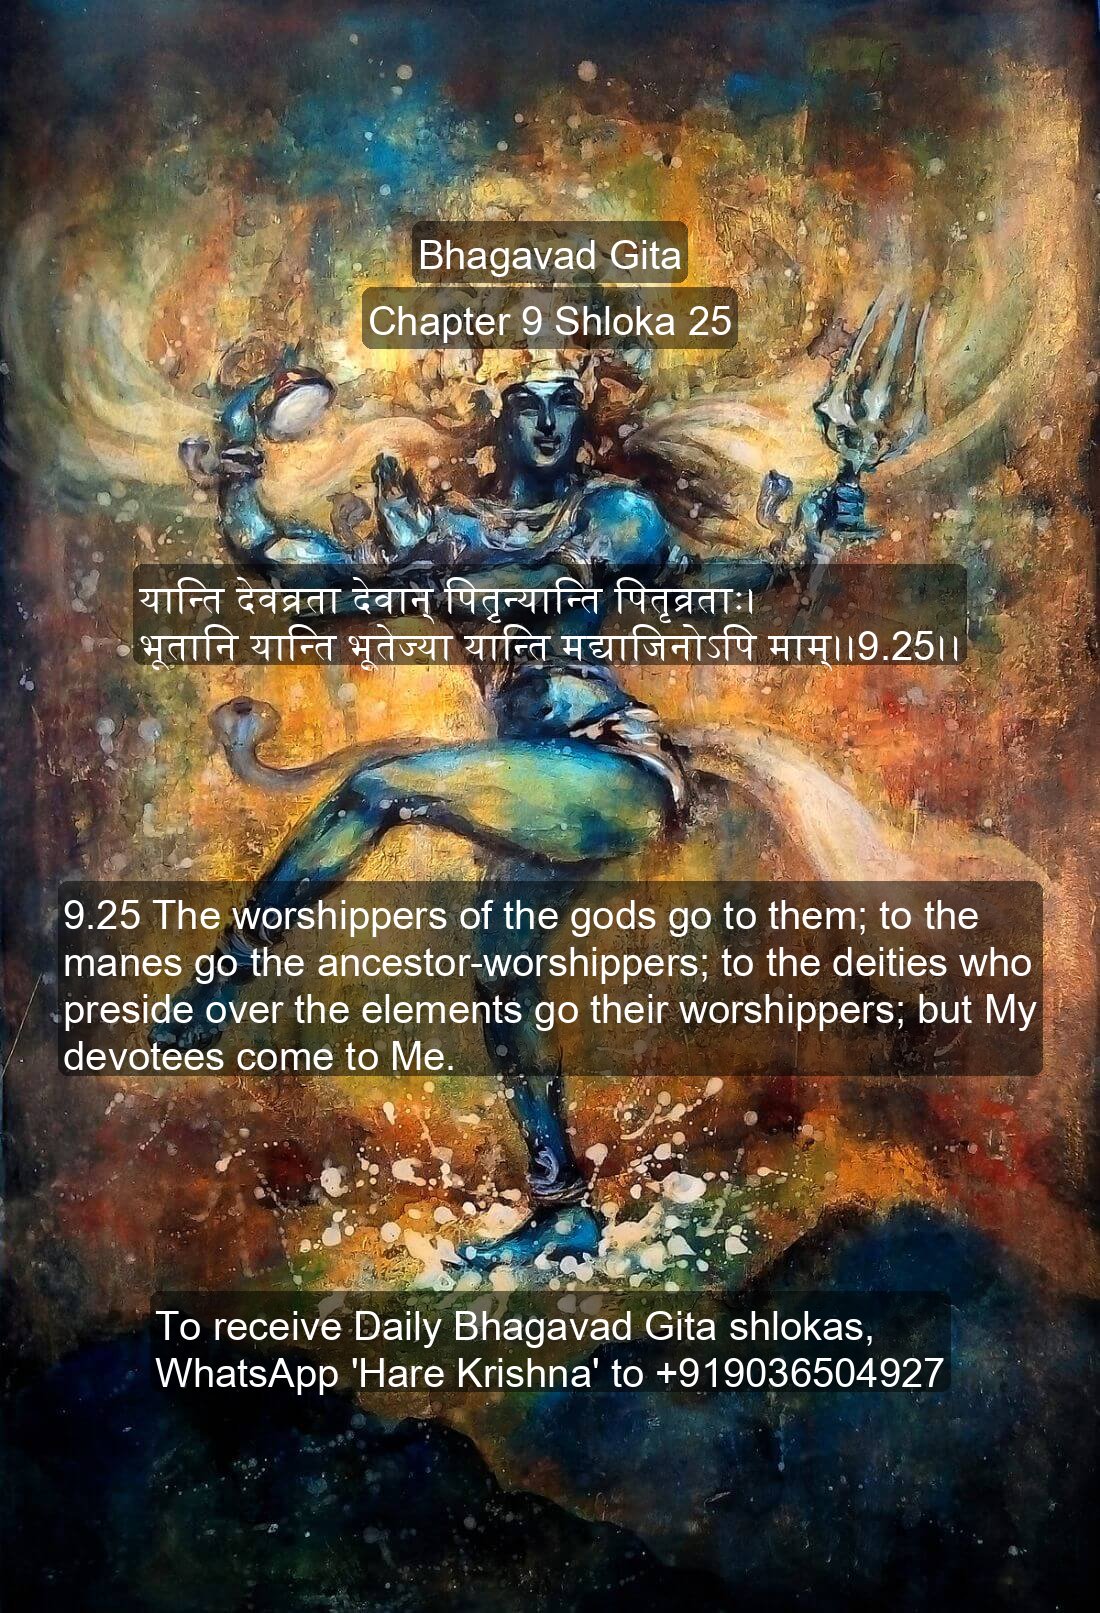 Bhagavad Gita
Chapter 9 Shloka 25
यान्ति देवव्रता देवान् पितृन्यान्ति पितृव्रताः।
भूतानि यान्ति भूतेज्या यान्ति मद्याजिनोऽपि माम्।।9.25।।
9.25 The worshippers of the gods go to them; to the
manes go the ancestor-worshippers; to the deities who
preside over the elements go their worshippers; but My
devotees come to Me.
To receive Daily Bhagavad Gita shlokas,
WhatsApp 'Hare Krishna' to +919036504927